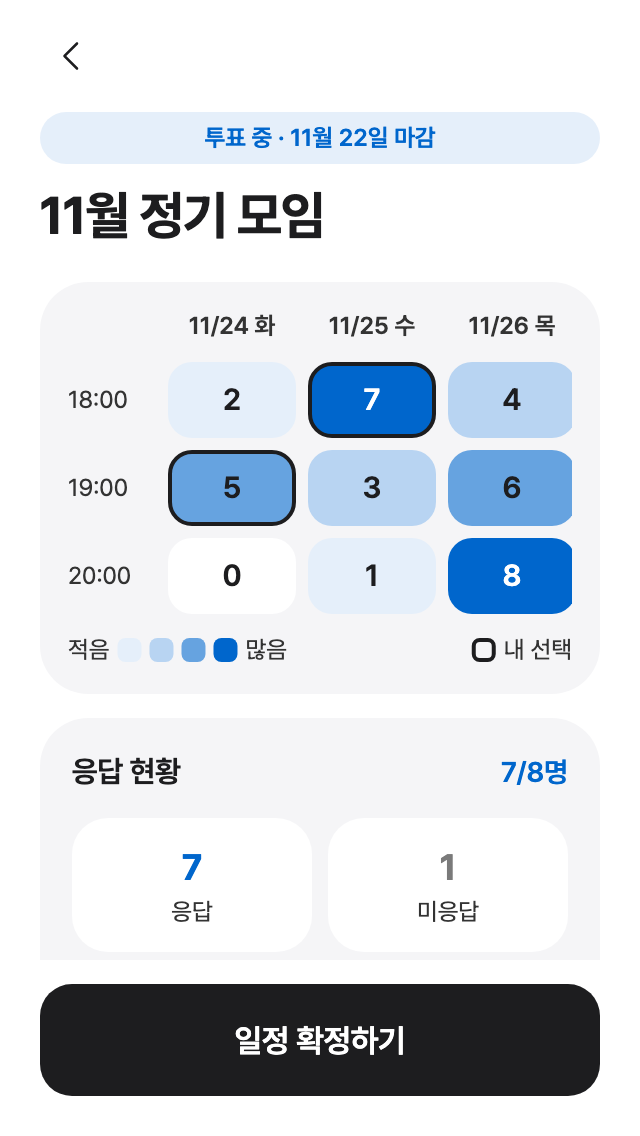 투표 중 · 11월 22일 마감
11월 정기 모임
11/24 화 11/25 수 11/26 목
18:00 2 7 4
19:00 5 3 6
20:00 0 1 8
적음 많음 내 선택
응답 현황 7/8명
7 1
응답 미응답
일정 확정하기